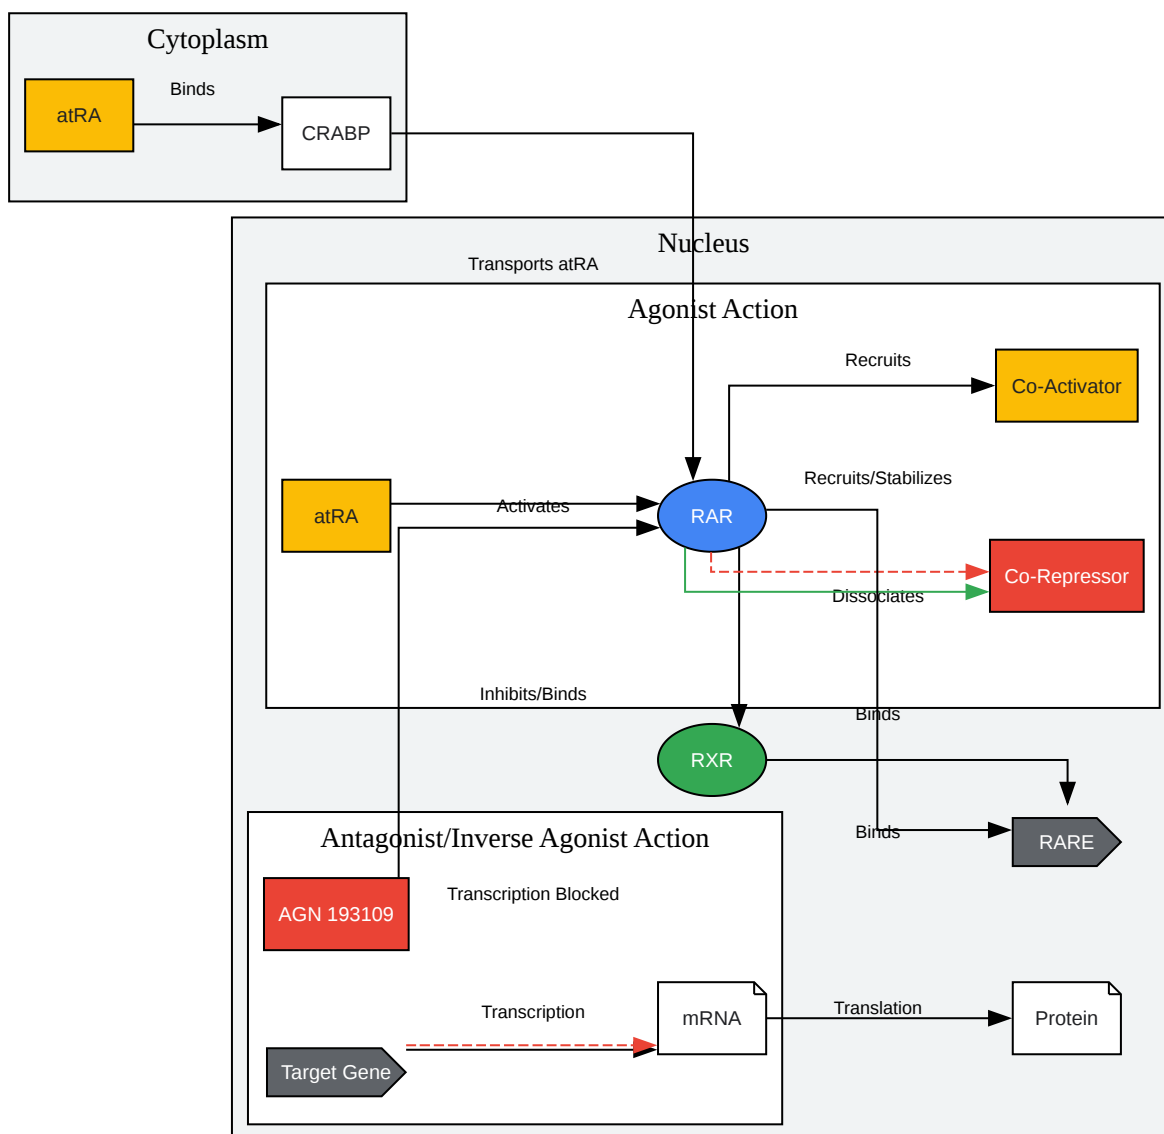 Cytoplasm
atRA
Binds
CRABP
Nucleus
Transports atRA
Agonist Action
Recruits
Co-Activator
Recruits/Stabilizes
atRA
Activates
RAR
Co-Repressor
Dissociates
Inhibits/Binds
Binds
RXR
Antagonist/Inverse Agonist Action
Binds
RARE
AGN 193109
Transcription Blocked
Transcription
mRNA
Translation
Protein
Target Gene